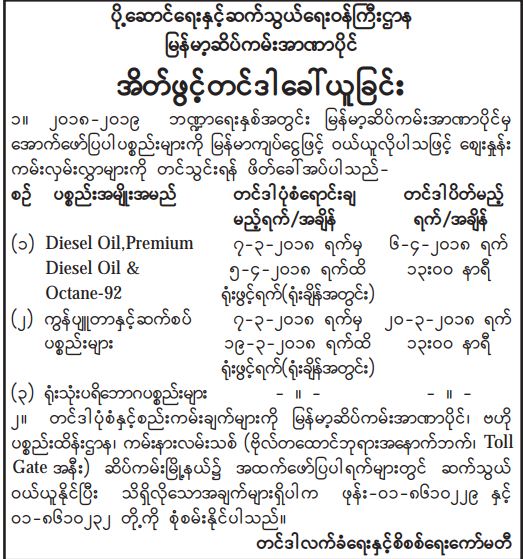 ပို့ဆောင်ရေးနှင့်ဆက်သွယ်ရေးဝန်ကြီးဌာန
မြန်မာ့ဆိပ်ကမ်းအာဏာပိုင်
အိတ်ဖွင့်တင်ဒါခေါ်ယူခြင်း
၁။ ၂၀၁၈-၂၀၁၉ ဘဏ္ဍာရေးနှစ်အတွင်း မြန်မာ့ဆိပ်ကမ်းအာဏာပိုင်မှ
အောက်ဖော်ပြပါပစ္စည်းများကို မြန်မာကျပ်ငွေဖြင့် ဝယ်ယူလိုပါသဖြင့် ဈေးနှုန်း
ကမ်းလှမ်းလွှာများကို တင်သွင်းရန် ဖိတ်ခေါ်အပ်ပါသည်-
စဉ် ပစ္စည်းအမျိုးအမည် တင်ဒါပုံစံရောင်းချ တင်ဒါပိတ်မည့်
မည့်ရက်/အချိန် ရက်/အချိန်
(၁) Diesel Oil,Premium ၇-၃-၂၀၁၈ ရက်မှ ၆-၄-၂၀၁၈ ရက်
Diesel Oil & ၅-၄-၂၀၁၈ ရက်ထိ ၁၃း၀၀ နာရီ
Octane-92 ရုံးဖွင့်ရက်(ရုံးချိန်အတွင်း)
(၂) ကွန်ပျူတာနှင့်ဆက်စပ် ၇-၃-၂၀၁၈ ရက်မှ ၂၀-၃-၂၀၁၈ ရက်
ပစ္စည်းများ ၁၉-၃-၂၀၁၈ ရက်ထိ ၁၃း၀၀ နာရီ
ရုံးဖွင့်ရက်(ရုံးချိန်အတွင်း)
(၃) ရုံးသုံးပရိဘောဂပစ္စည်းများ - ။ - - ။ -
၂။ တင်ဒါပုံစံနှင့်စည်းကမ်းချက်များကို မြန်မာ့ဆိပ်ကမ်းအာဏာပိုင်၊ ဗဟို
ပစ္စည်းထိန်းဌာန၊ ကမ်းနားလမ်းသစ် (ဗိုလ်တထောင်ဘုရားအနောက်ဘက်၊ Toll
Gate အနီး) ဆိပ်ကမ်းမြို့နယ်၌ အထက်ဖော်ပြပါရက်များတွင် ဆက်သွယ်
ဝယ်ယူနိုင်ပြီး သိရှိလိုသောအချက်များရှိပါက ဖုန်း-၀၁-၈၆၁၀၂၂၉ နှင့်
၀၁-၈၆၁၀၂၃၂ တို့ကို စုံစမ်းနိုင်ပါသည်။
တင်ဒါလက်ခံရေးနှင့်စိစစ်ရေးကော်မတီ